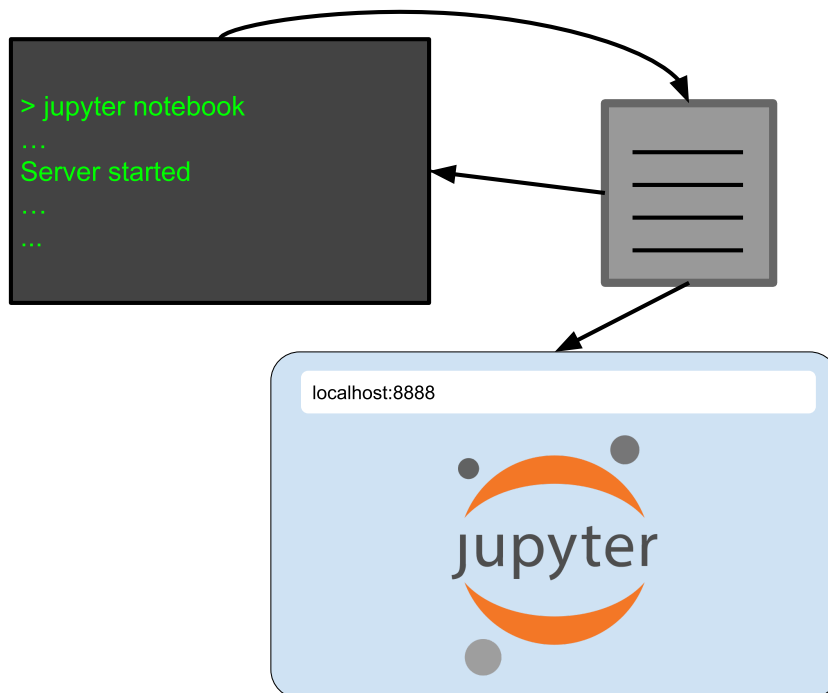 > jupyter notebook
…
Server started
…
...
localhost:8888
jupyter